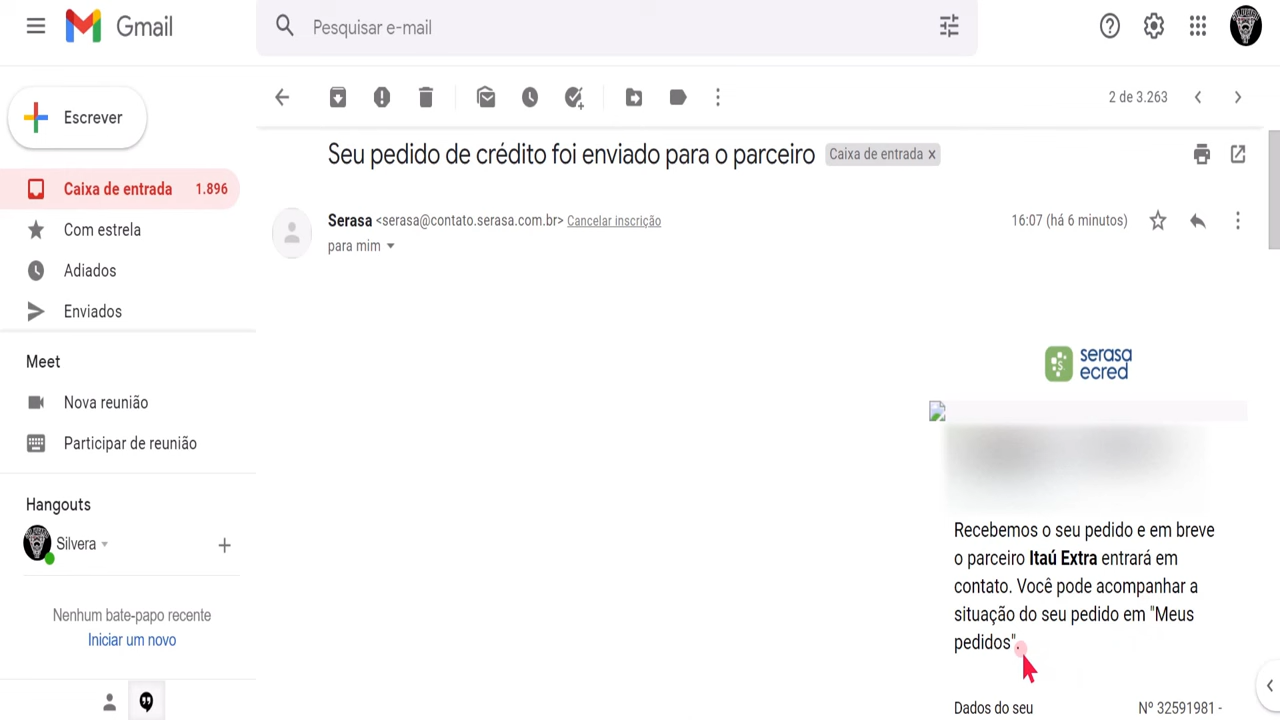 Gmail
Pesquisar e-mail
Escrever
2 de 3.263
Seu pedido de crédito foi enviado para o parceiro
Caixa de entrada x
Caixa de entrada 1.896
Com estrela
Adiados
Enviados
Serasa <serasa@contato.serasa.com.br> Cancelar inscrição
16:07 (há 6 minutos)
para mim
Meet
Nova reunião
Participar de reunião
Hangouts
Silvera
Nenhum bate-papo recente
Iniciar um novo
serasa
ecred
Recebemos o seu pedido e em breve
o parceiro Itaú Extra entrará em
contato. Você pode acompanhar a
situação do seu pedido em "Meus
pedidos".
Dados do seu
Nº 32591981 -